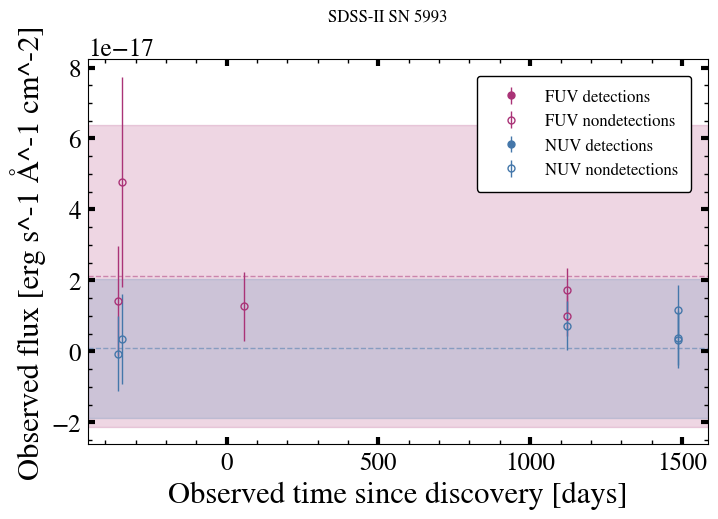 SDSS-II SN 5993
1e−17
Observed flux [erg s^-1 Å^-1 cm^-2]
8
6
4
2
0
−2
FUV detections
FUV nondetections
NUV detections
NUV nondetections
0 500 1000 1500
Observed time since discovery [days]